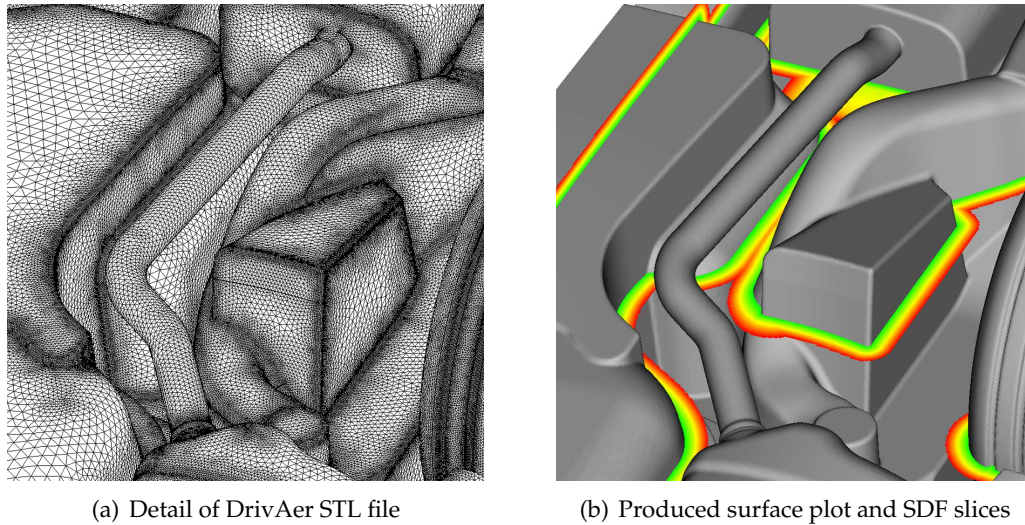 (a) Detail of DrivAer STL file
(b) Produced surface plot and SDF slices